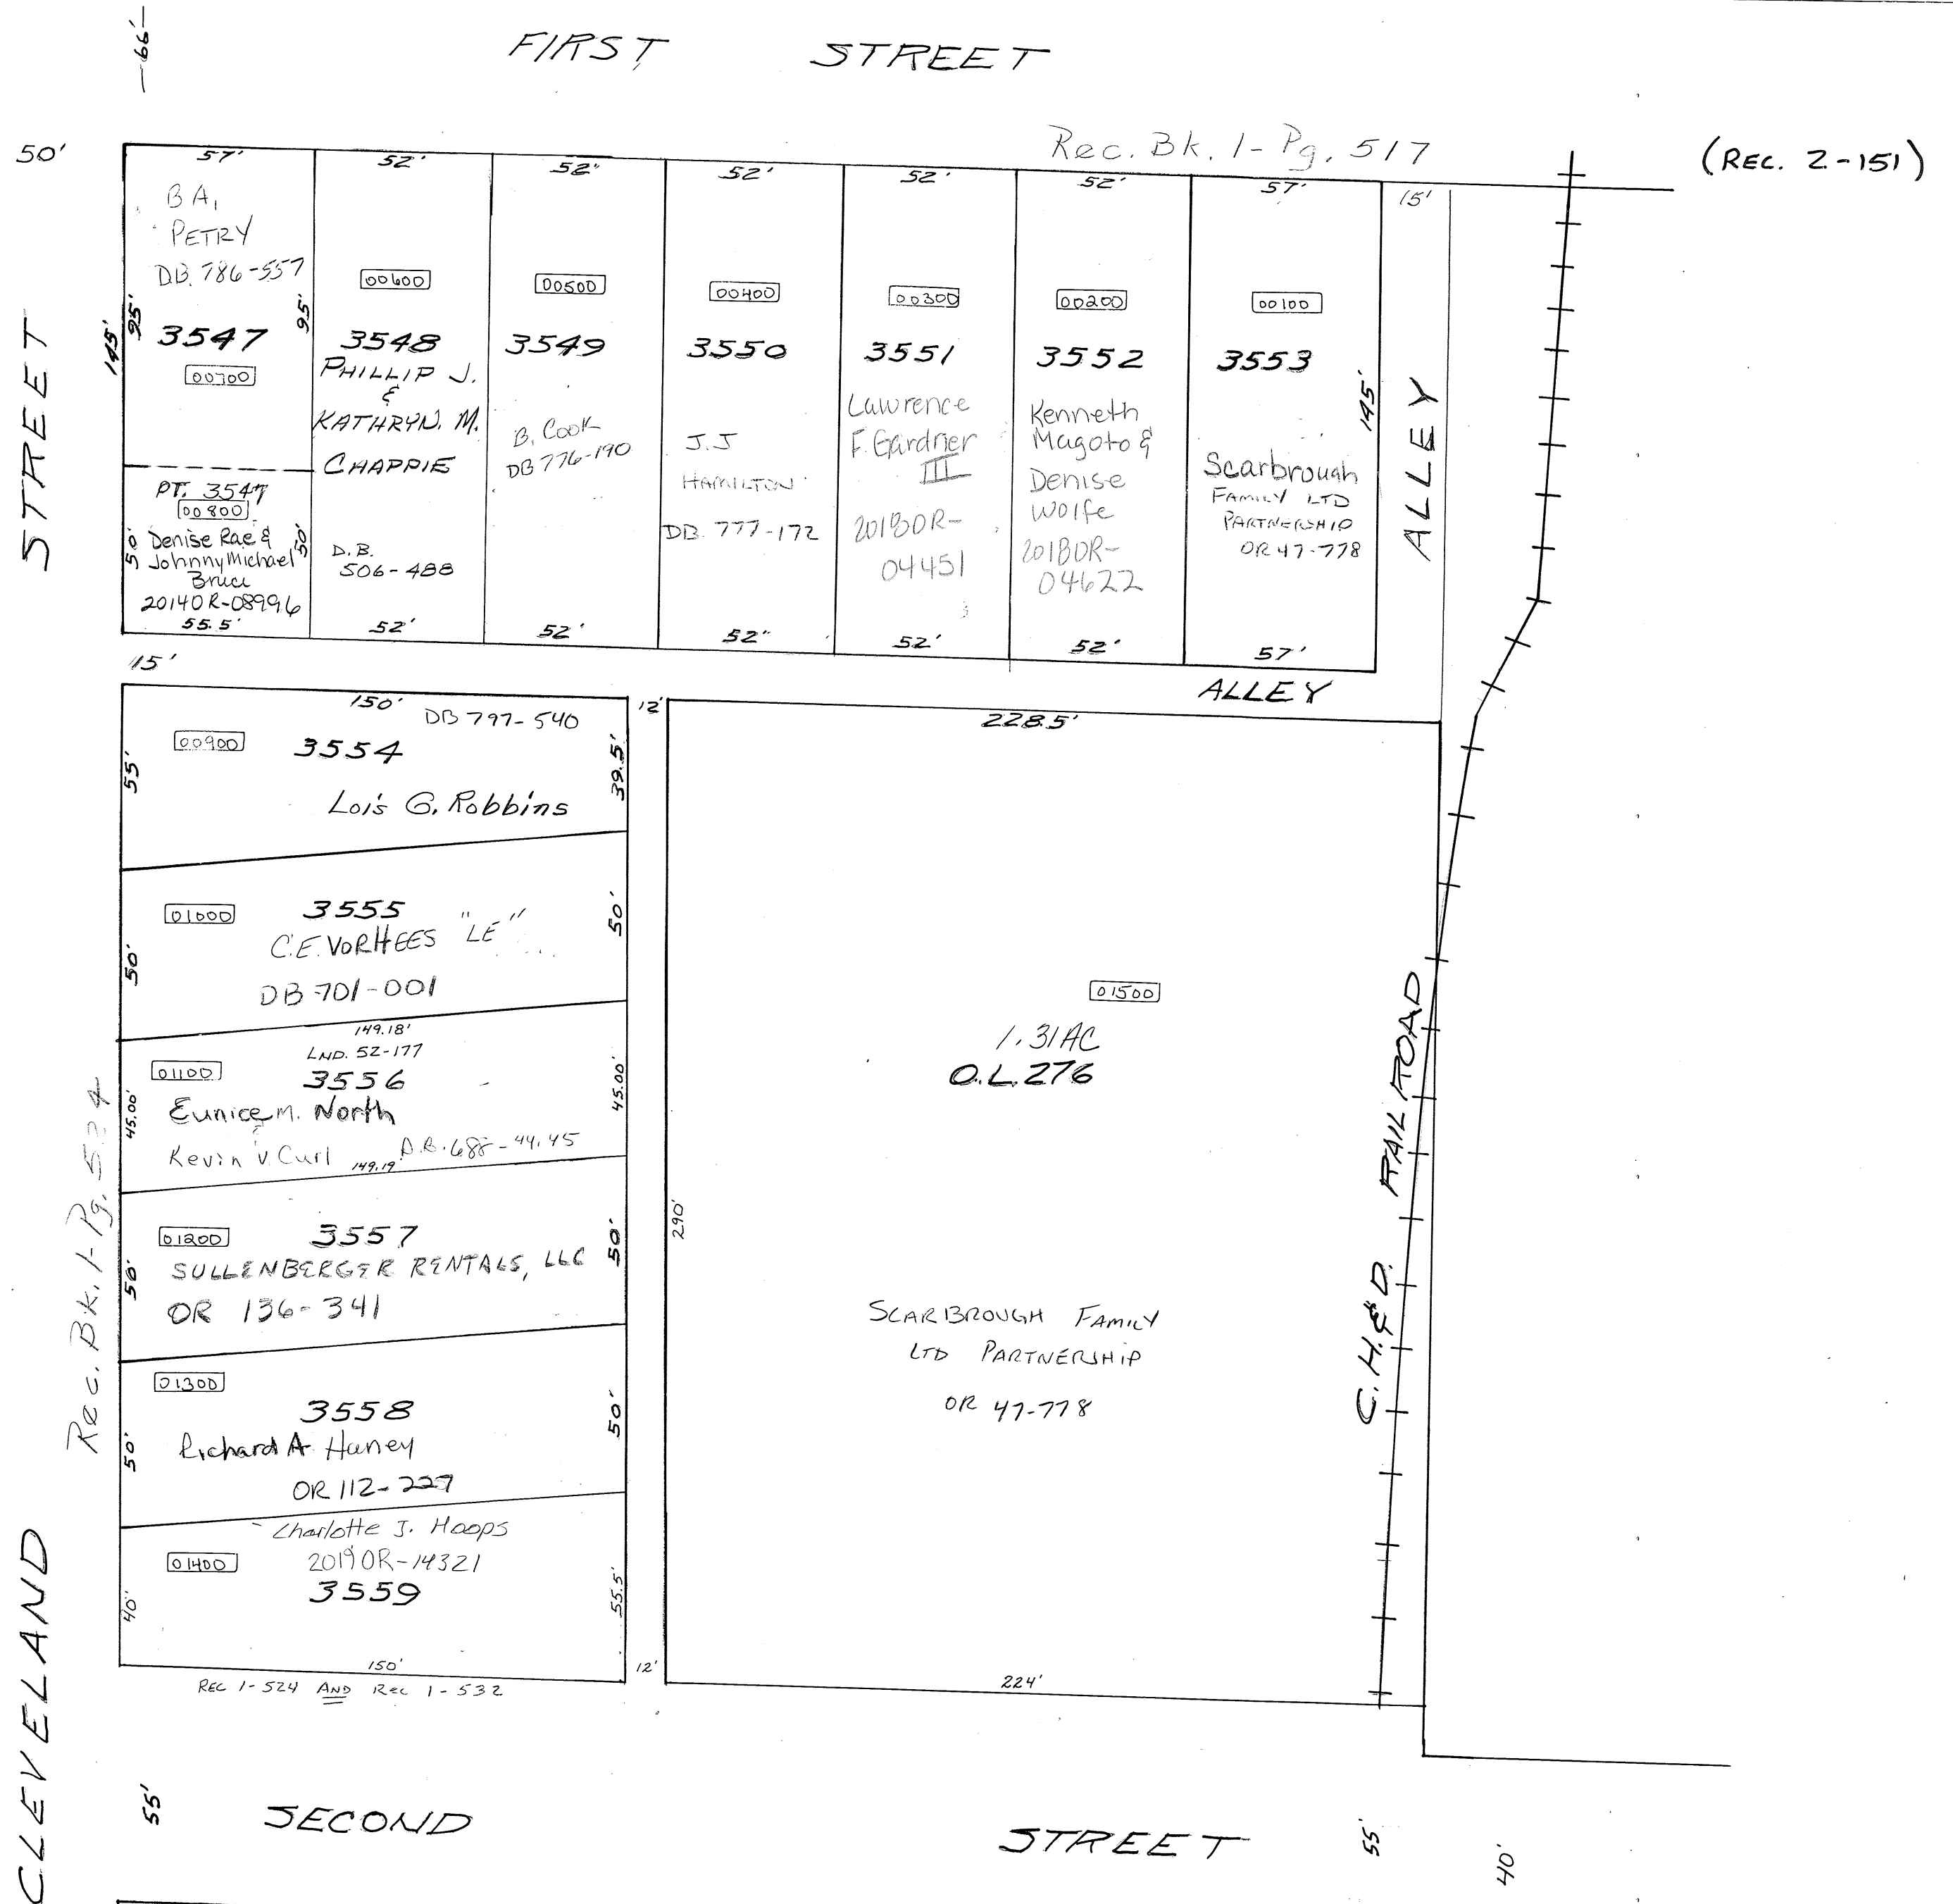 —66'—
FIRST STREET
50'
Rec. Bk. 1-Pg. 517
(REC. 2-151)
STREET
57'
BA,
PETRY
DB. 786-557
95'
95'
145'
3547
00700
PT. 3547
00800
50'
50'
Denise Rae &
Johnny Michael
Bruce
2014OR-08996
55.5'
52'
00600
3548
PHILLIP J.
&
KATHRYN. M.
CHAPPIE
D.B.
506-488
52'
52'
00500
3549
B. Cook
DB 776-190
52'
52'
00400
3550
J.J
HAMILTON
DB. 777-172
52"
52'
00300
3551
Lawrence
F. Gardner
III
2018OR-
04451
52'
52'
00200
3552
Kenneth
Magoto &
Denise
Wolfe
2018OR-
04622
52'
57'
00100
3553
145'
Scarbrough
FAMILY LTD
PARTNERSHIP
OR 47-778
57'
15'
ALLEY
15'
ALLEY
150'
DB 797-540
00900
3554
55'
39.5'
Lois G. Robbins
01000
3555
C.E. VORHEES "LE"
50'
50'
DB 701-001
149.18'
LND. 52-177
01100
3556
45.00'
45.00'
Eunice M. North
&
Kevin V. Curl
D.B. 688-44,45
149.19'
01200
3557
SULLENBERGER RENTALS, LLC
50'
50'
OR 136-341
01300
3558
Richard A Haney
50'
50'
OR 112-227
Charlotte J. Hoops
01400
2019OR-14321
3559
40'
55.5'
150'
REC 1-524 AND REC 1-532
Rec. Bk. 1-Pg. 524
12'
12'
228.5'
01500
1.31AC
O.L. 276
290'
SCARBROUGH FAMILY
LTD PARTNERSHIP
OR 47-778
224'
C.H. & D. RAILROAD
CLEVELAND
55'
SECOND STREET
55'
40'